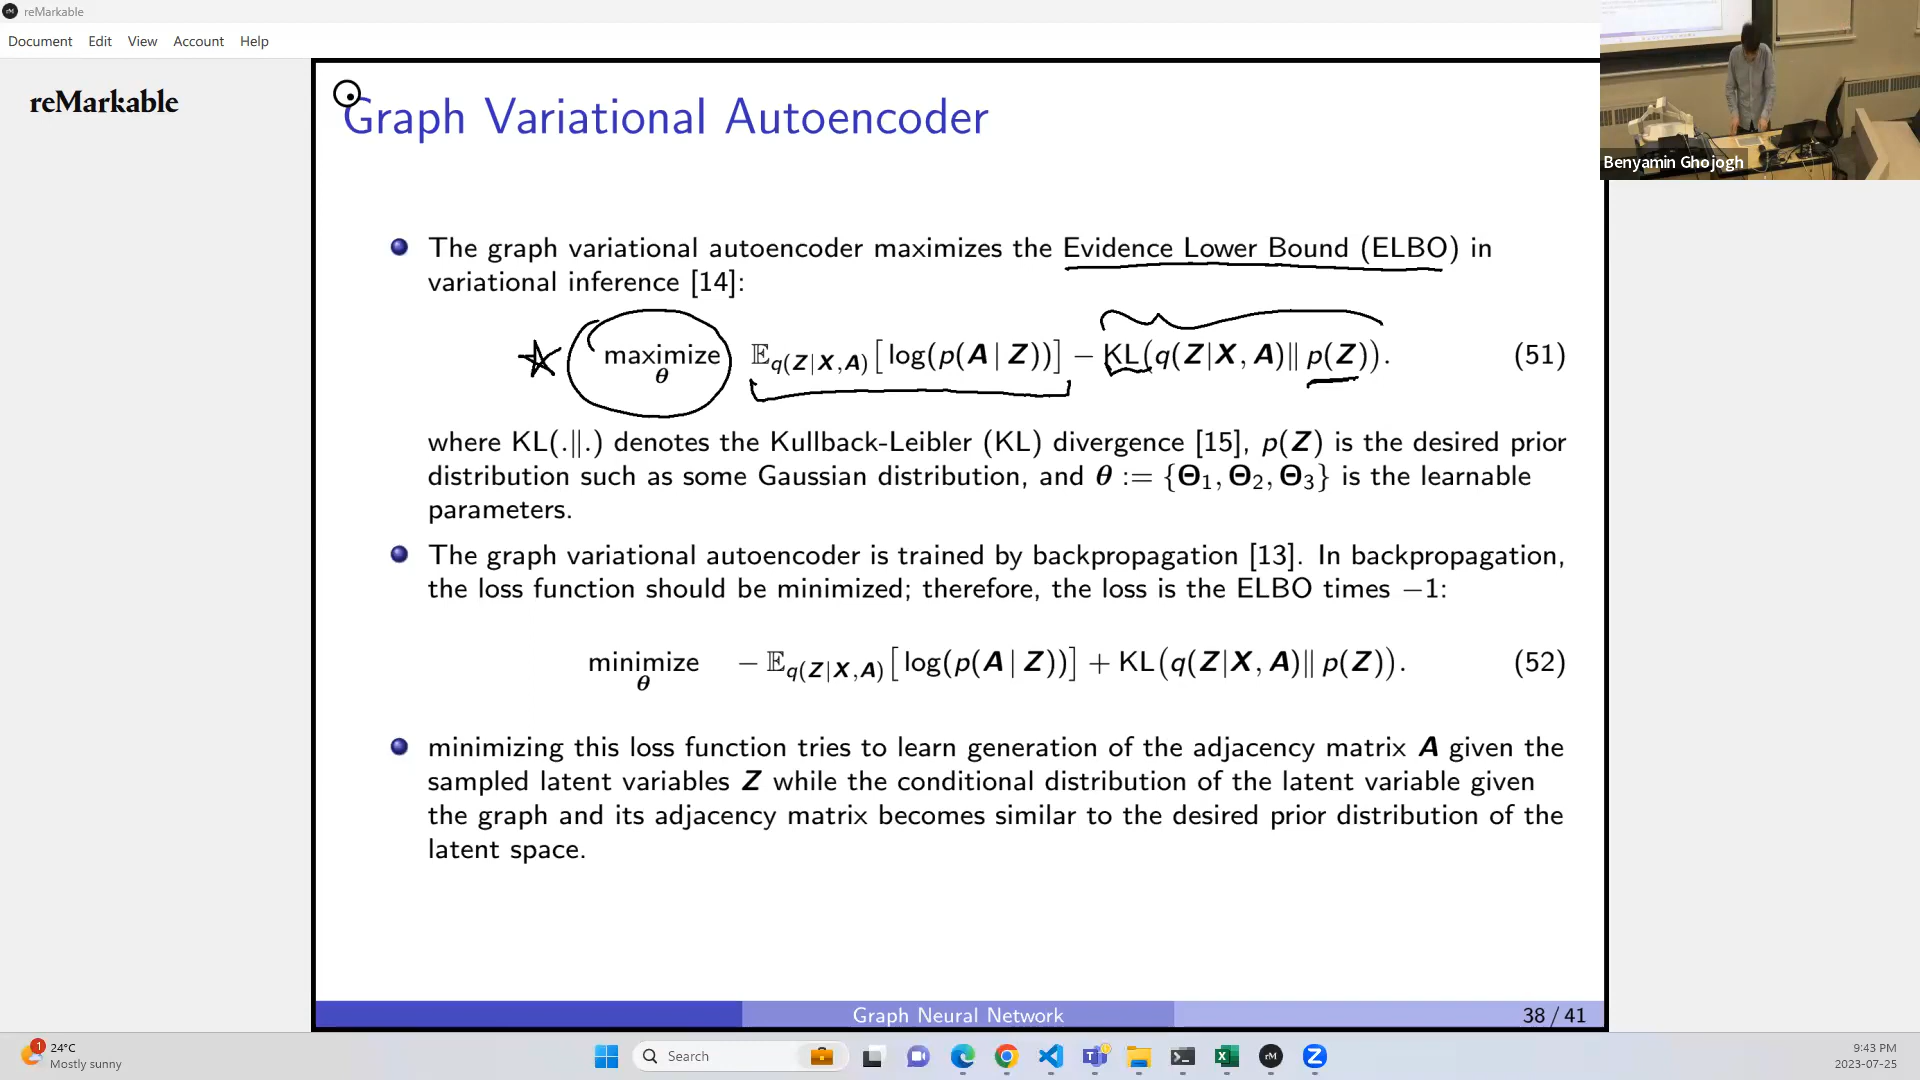 reMarkable
Document Edit View Account Help
reMarkable
Graph Variational Autoencoder
Benyamin Ghojogh
The graph variational autoencoder maximizes the Evidence Lower Bound (ELBO) in
variational inference [14]:
maximize 𝔼q(Z|X,A)[log(p(A | Z))] − KL(q(Z|X, A)‖ p(Z)). (51)
θ
where KL(.‖.) denotes the Kullback-Leibler (KL) divergence [15], p(Z) is the desired prior
distribution such as some Gaussian distribution, and θ := {Θ1, Θ2, Θ3} is the learnable
parameters.
The graph variational autoencoder is trained by backpropagation [13]. In backpropagation,
the loss function should be minimized; therefore, the loss is the ELBO times −1:
minimize − 𝔼q(Z|X,A)[log(p(A | Z))] + KL(q(Z|X, A)‖ p(Z)). (52)
θ
minimizing this loss function tries to learn generation of the adjacency matrix A given the
sampled latent variables Z while the conditional distribution of the latent variable given
the graph and its adjacency matrix becomes similar to the desired prior distribution of the
latent space.
Graph Neural Network 38 / 41
1 24°C
Mostly sunny
Search
rM
9:43 PM
2023-07-25